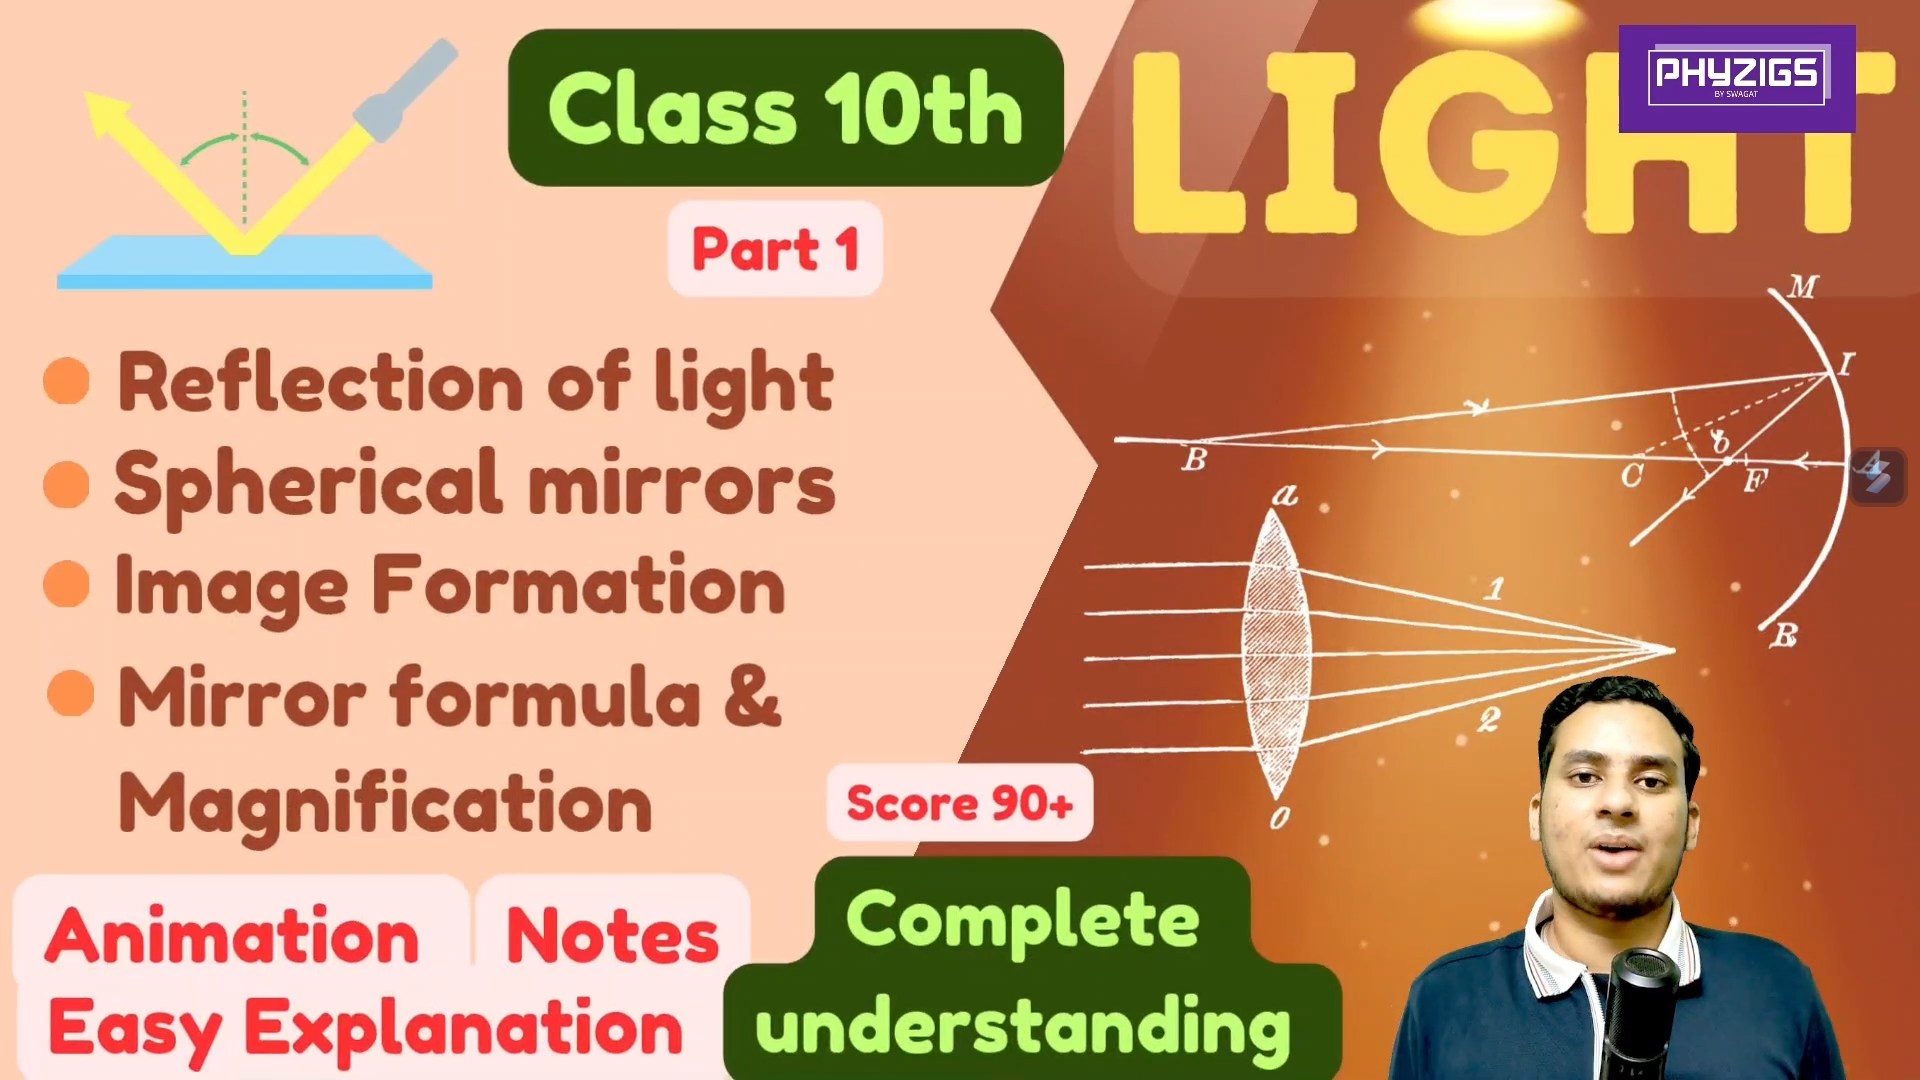 Class 10th
Part 1
Reflection of light
Spherical mirrors
Image Formation
Mirror formula &
Magnification
Score 90+
Animation
Notes
Easy Explanation
Complete
understanding
LIGHT
PHYZIGS
BY SWAGAT
M
I
B
C
F
A
R
a
1
2
o